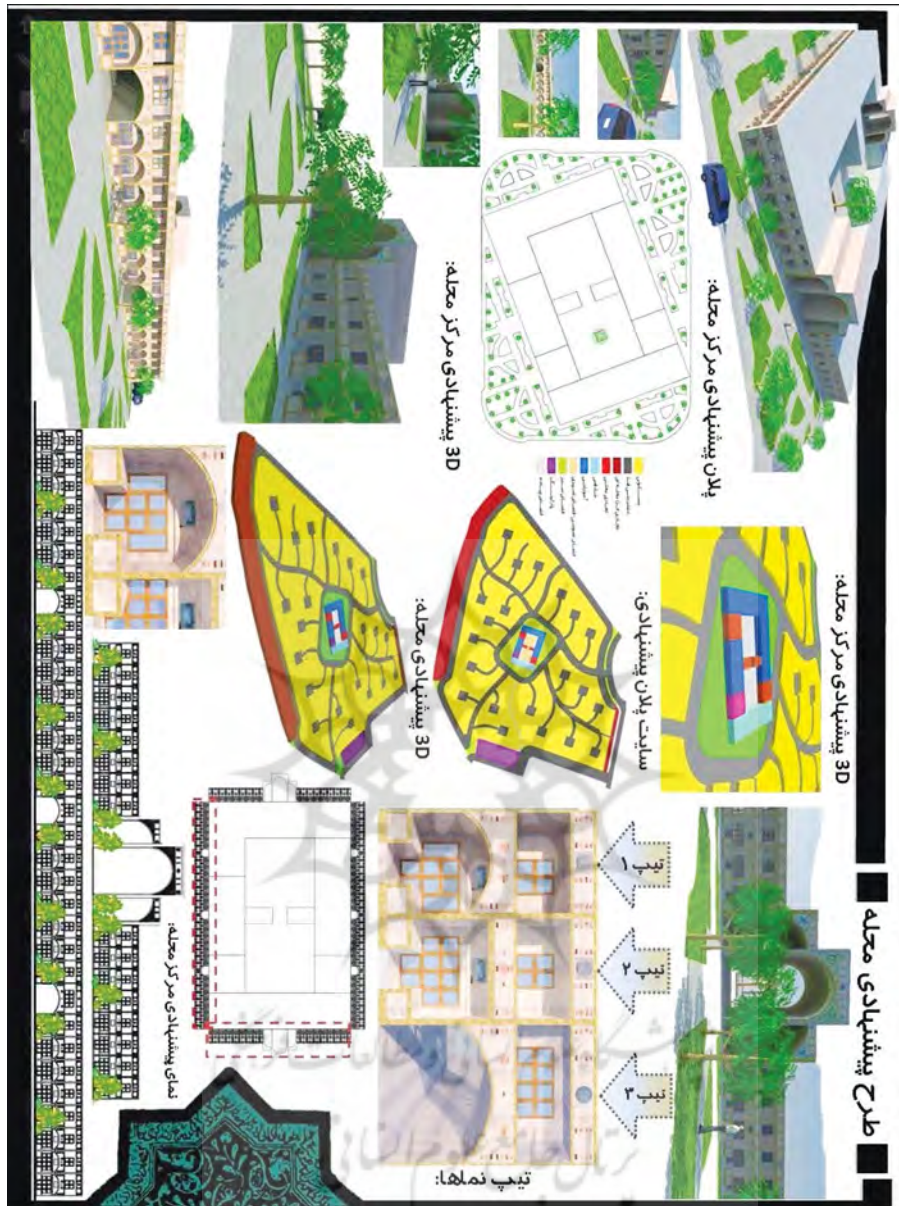 طرح پیشنهادی محله
پلان پیشنهادی مرکز محله:
3D پیشنهادی مرکز محله:
3D پیشنهادی مرکز محله:
سایت پلان پیشنهادی:
3D پیشنهادی محله:
تیپ ۱
تیپ ۲
تیپ ۳
تیپ نماها:
نمای پیشنهادی مرکز محله: